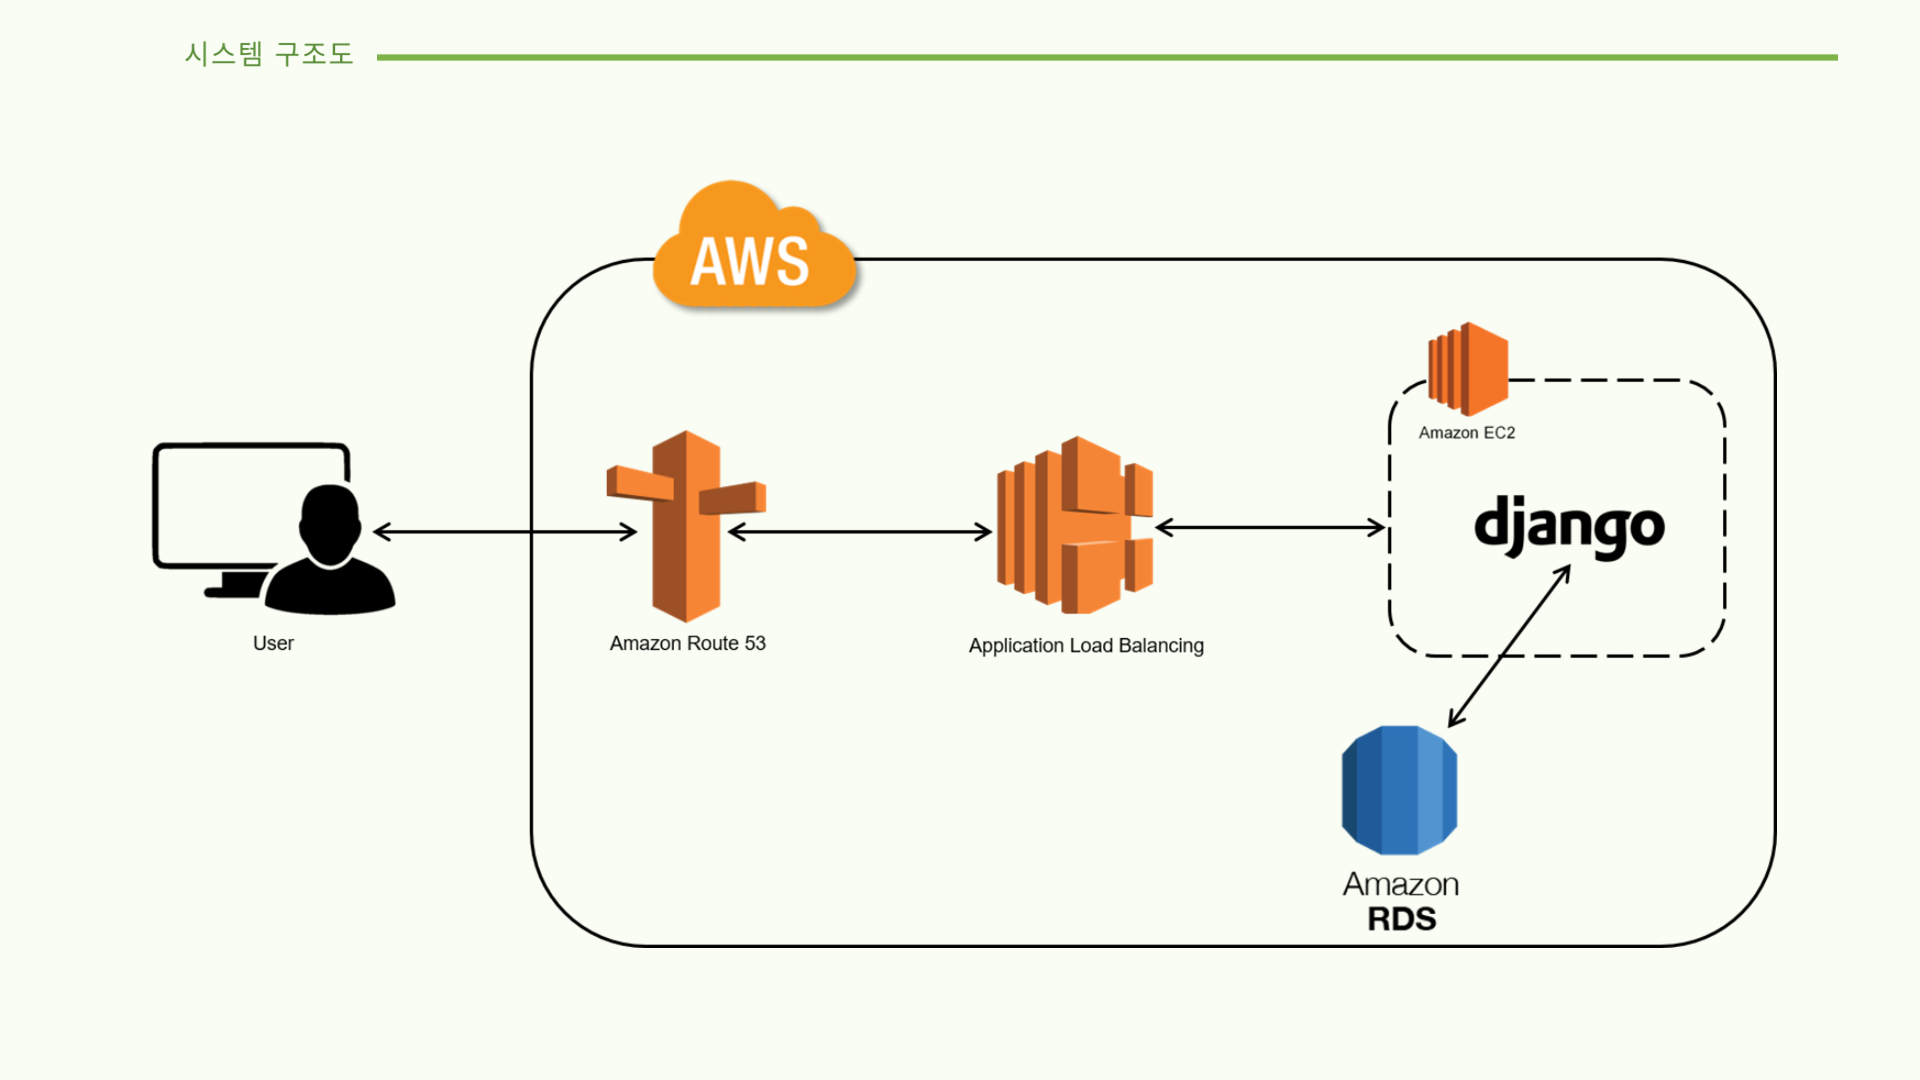 시스템 구조도
AWS
Amazon EC2
django
User
Amazon Route 53
Application Load Balancing
Amazon
RDS